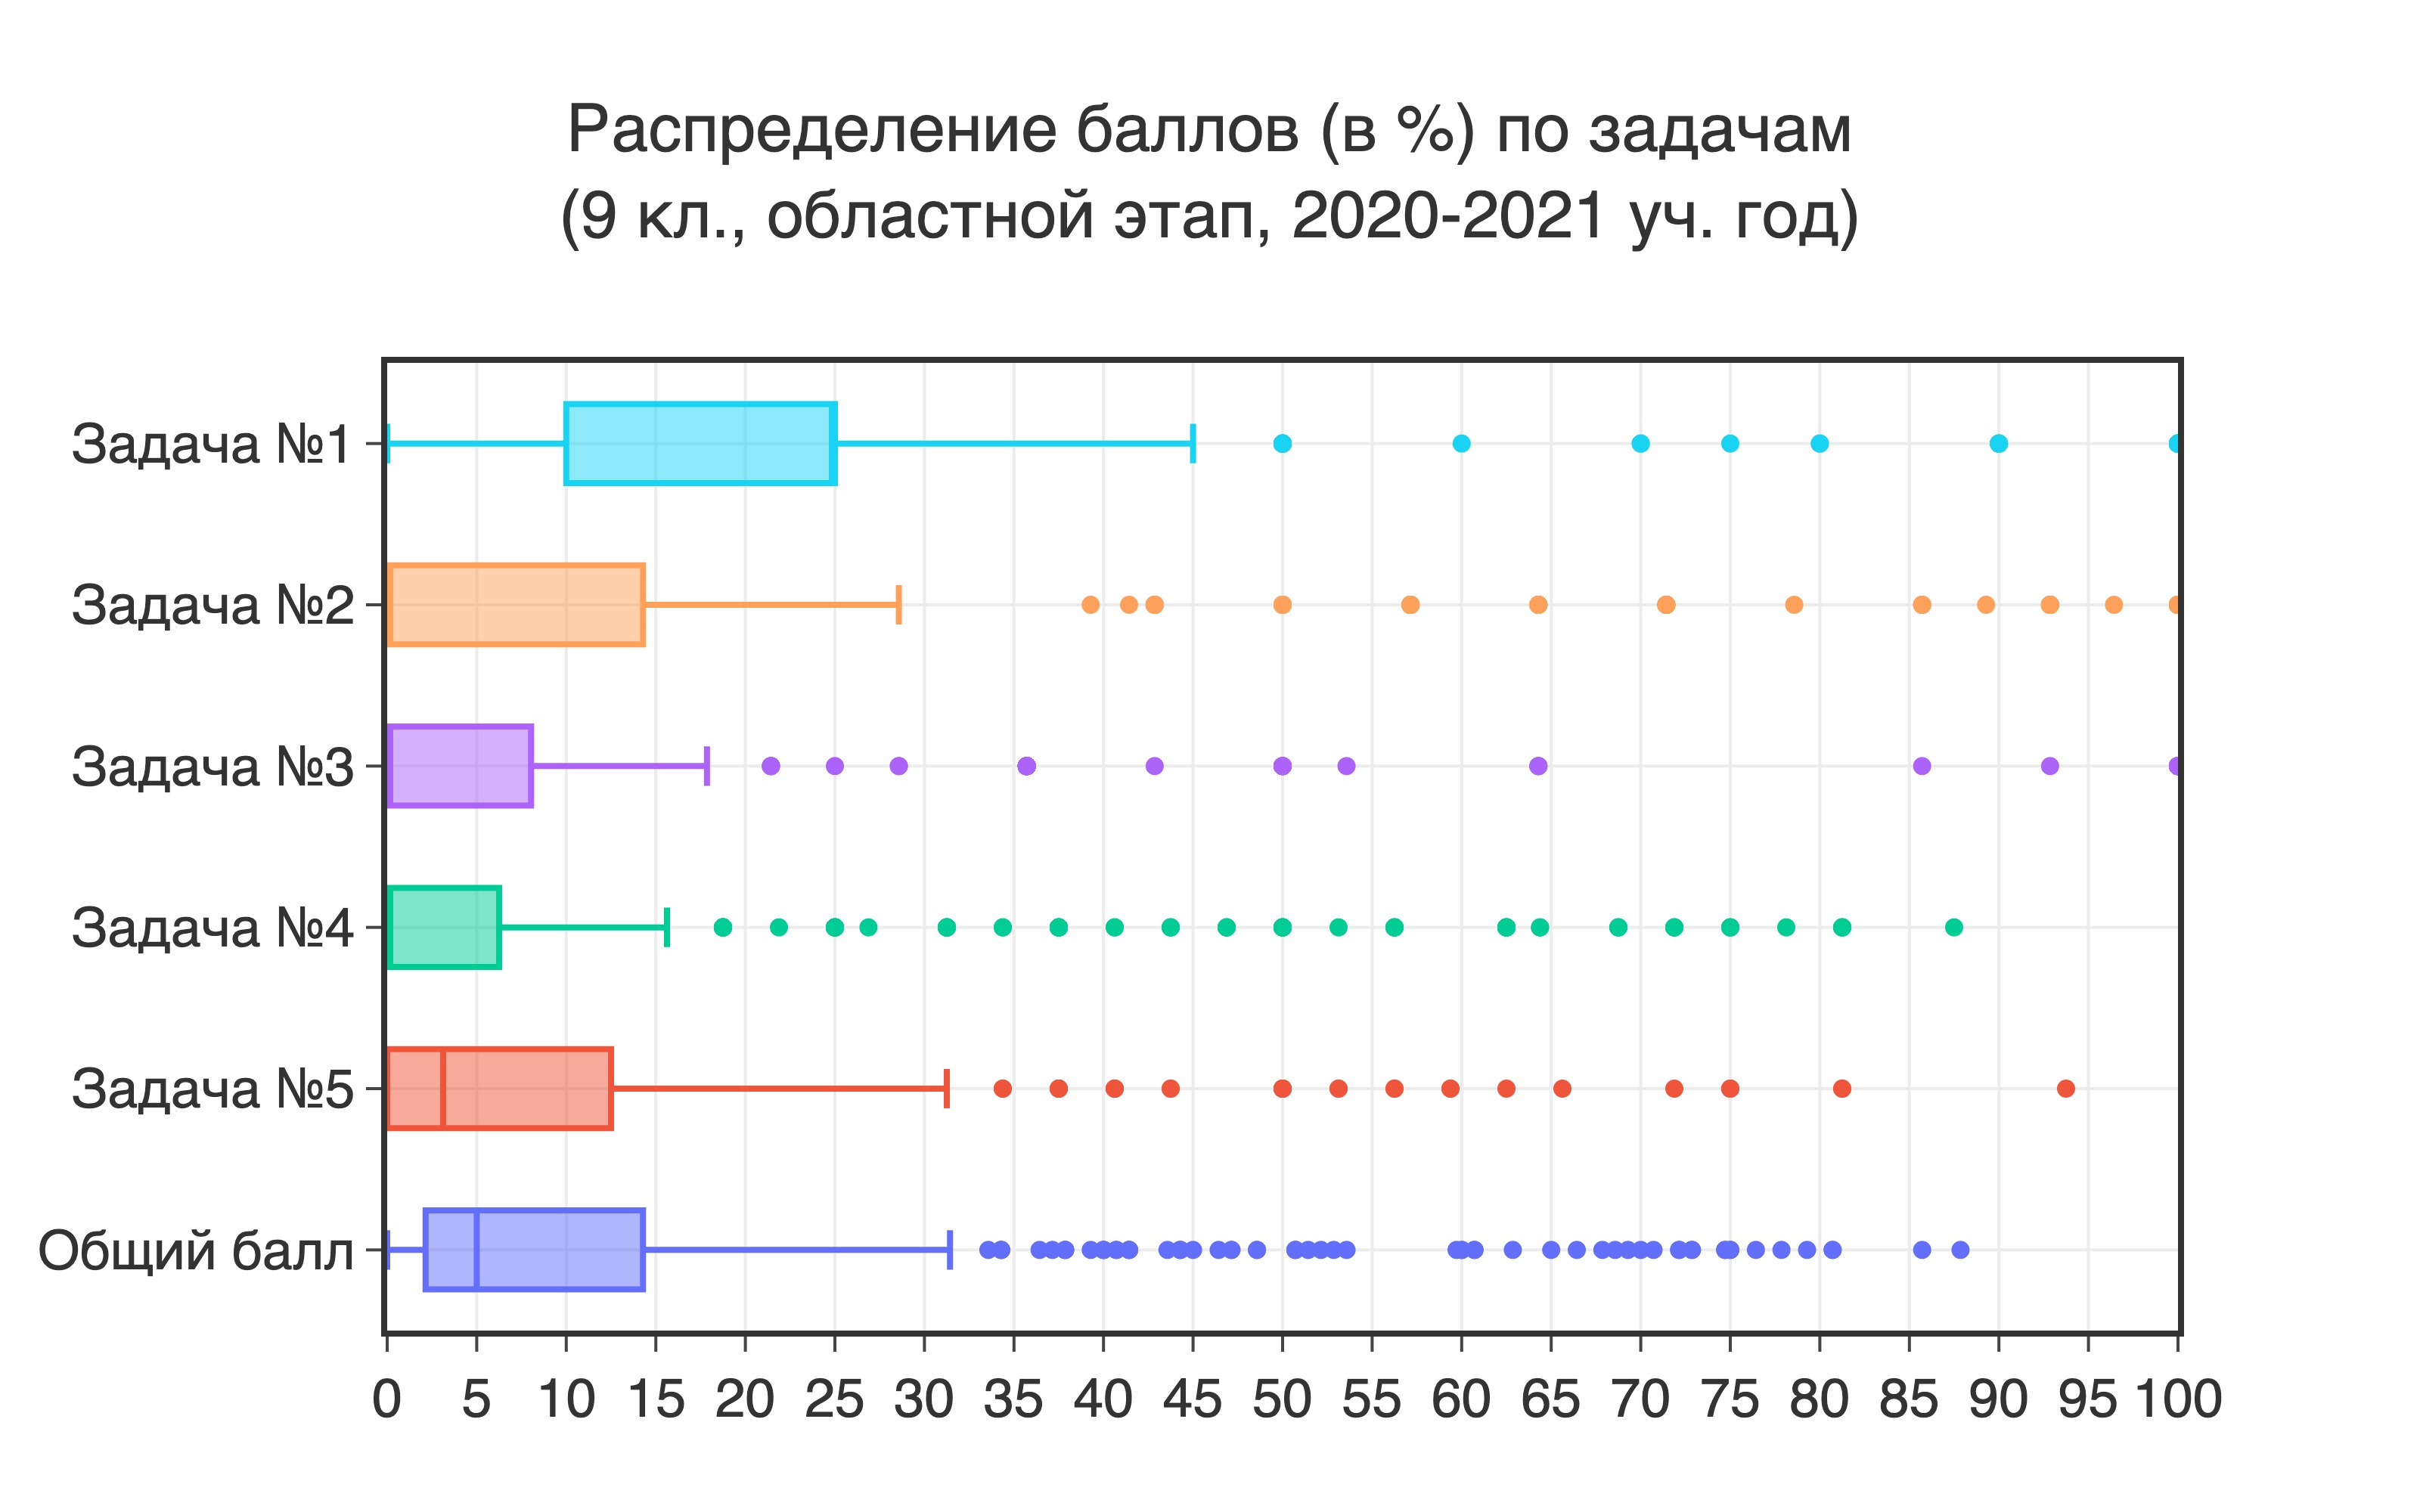 Распределение баллов (в %) по задачам
(9 кл., областной этап, 2020-2021 уч. год)
Задача №1
Задача №2
Задача №3
Задача №4
Задача №5
Общий балл
0 5 10 15 20 25 30 35 40 45 50 55 60 65 70 75 80 85 90 95 100